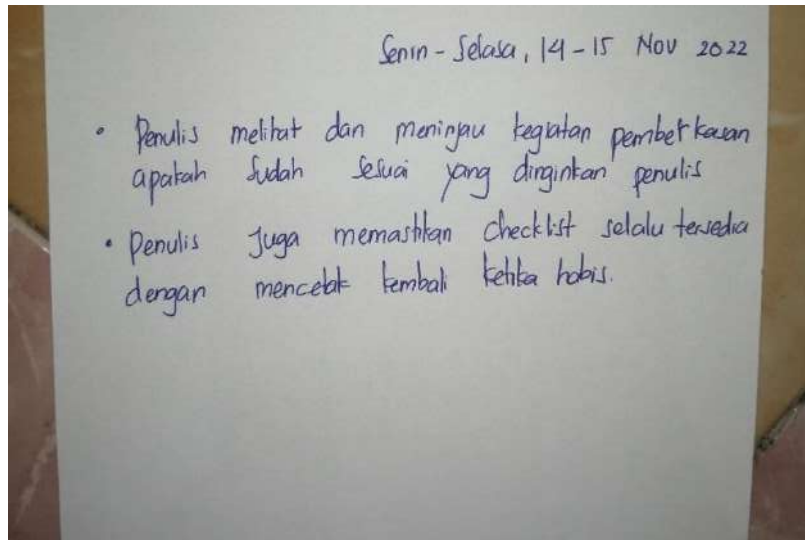 Senin - Selasa, 14 - 15 Nov 2022
• Penulis melihat dan meninjau kegiatan pemberkasan
apakah sudah sesuai yang diinginkan penulis
• Penulis juga memastikan checklist selalu tersedia
dengan mencetak kembali ketika habis.